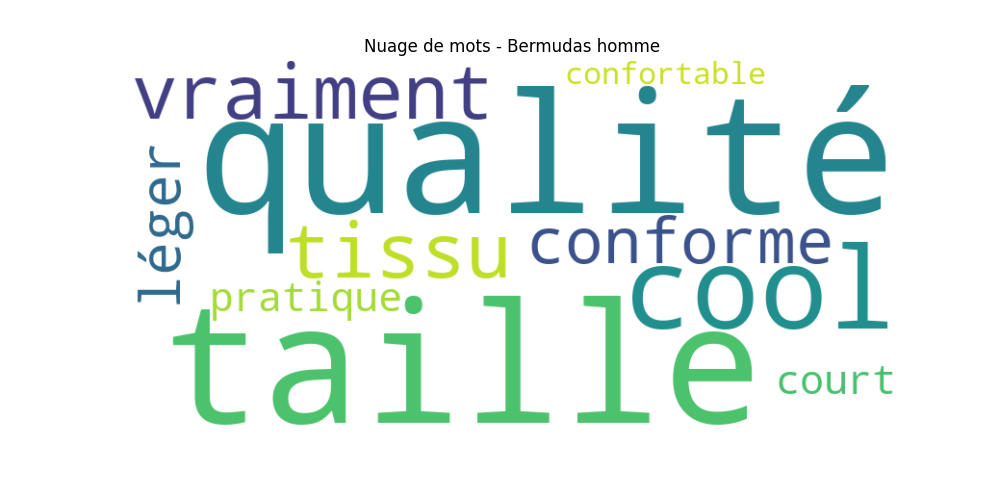 Nuage de mots - Bermudas homme
vraiment
confortable
qualité
léger
tissu
conforme
cool
pratique
taille
court